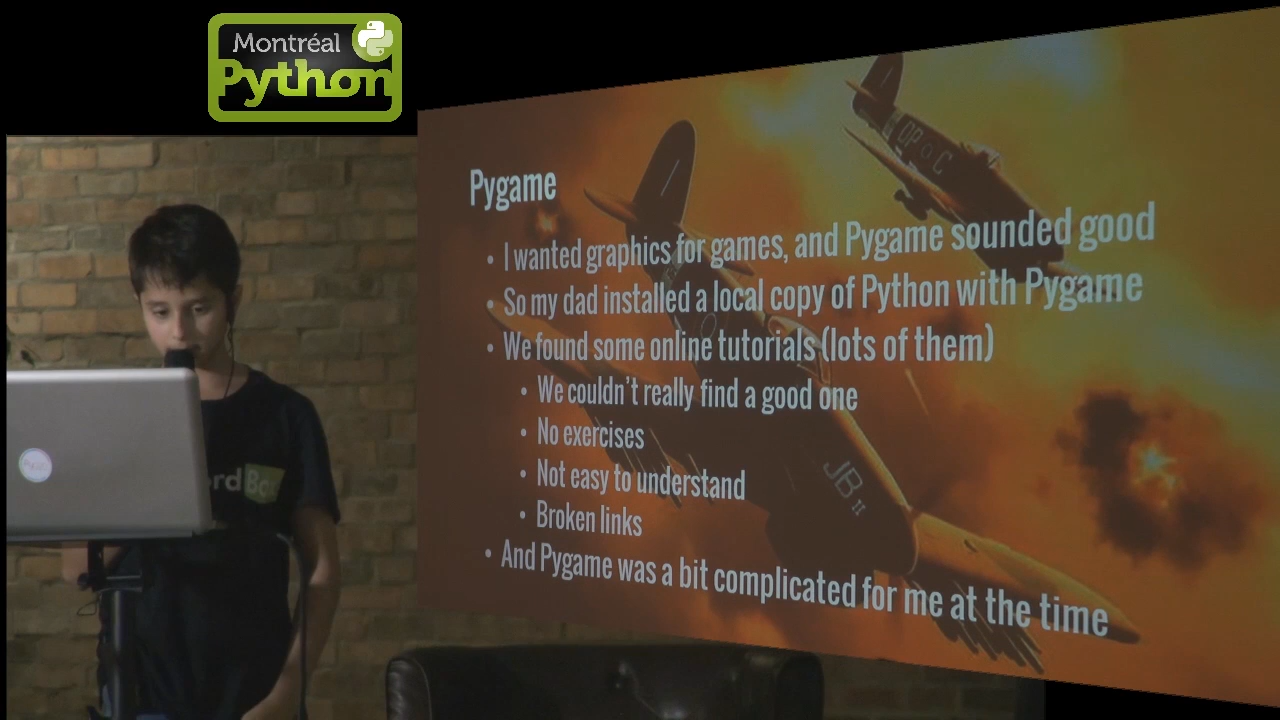 Montréal
Python
Pygame
• I wanted graphics for games, and Pygame sounded good
• So my dad installed a local copy of Python with Pygame
• We found some online tutorials (lots of them)
• We couldn't really find a good one
• No exercises
• Not easy to understand
• Broken links
• And Pygame was a bit complicated for me at the time
JB
II